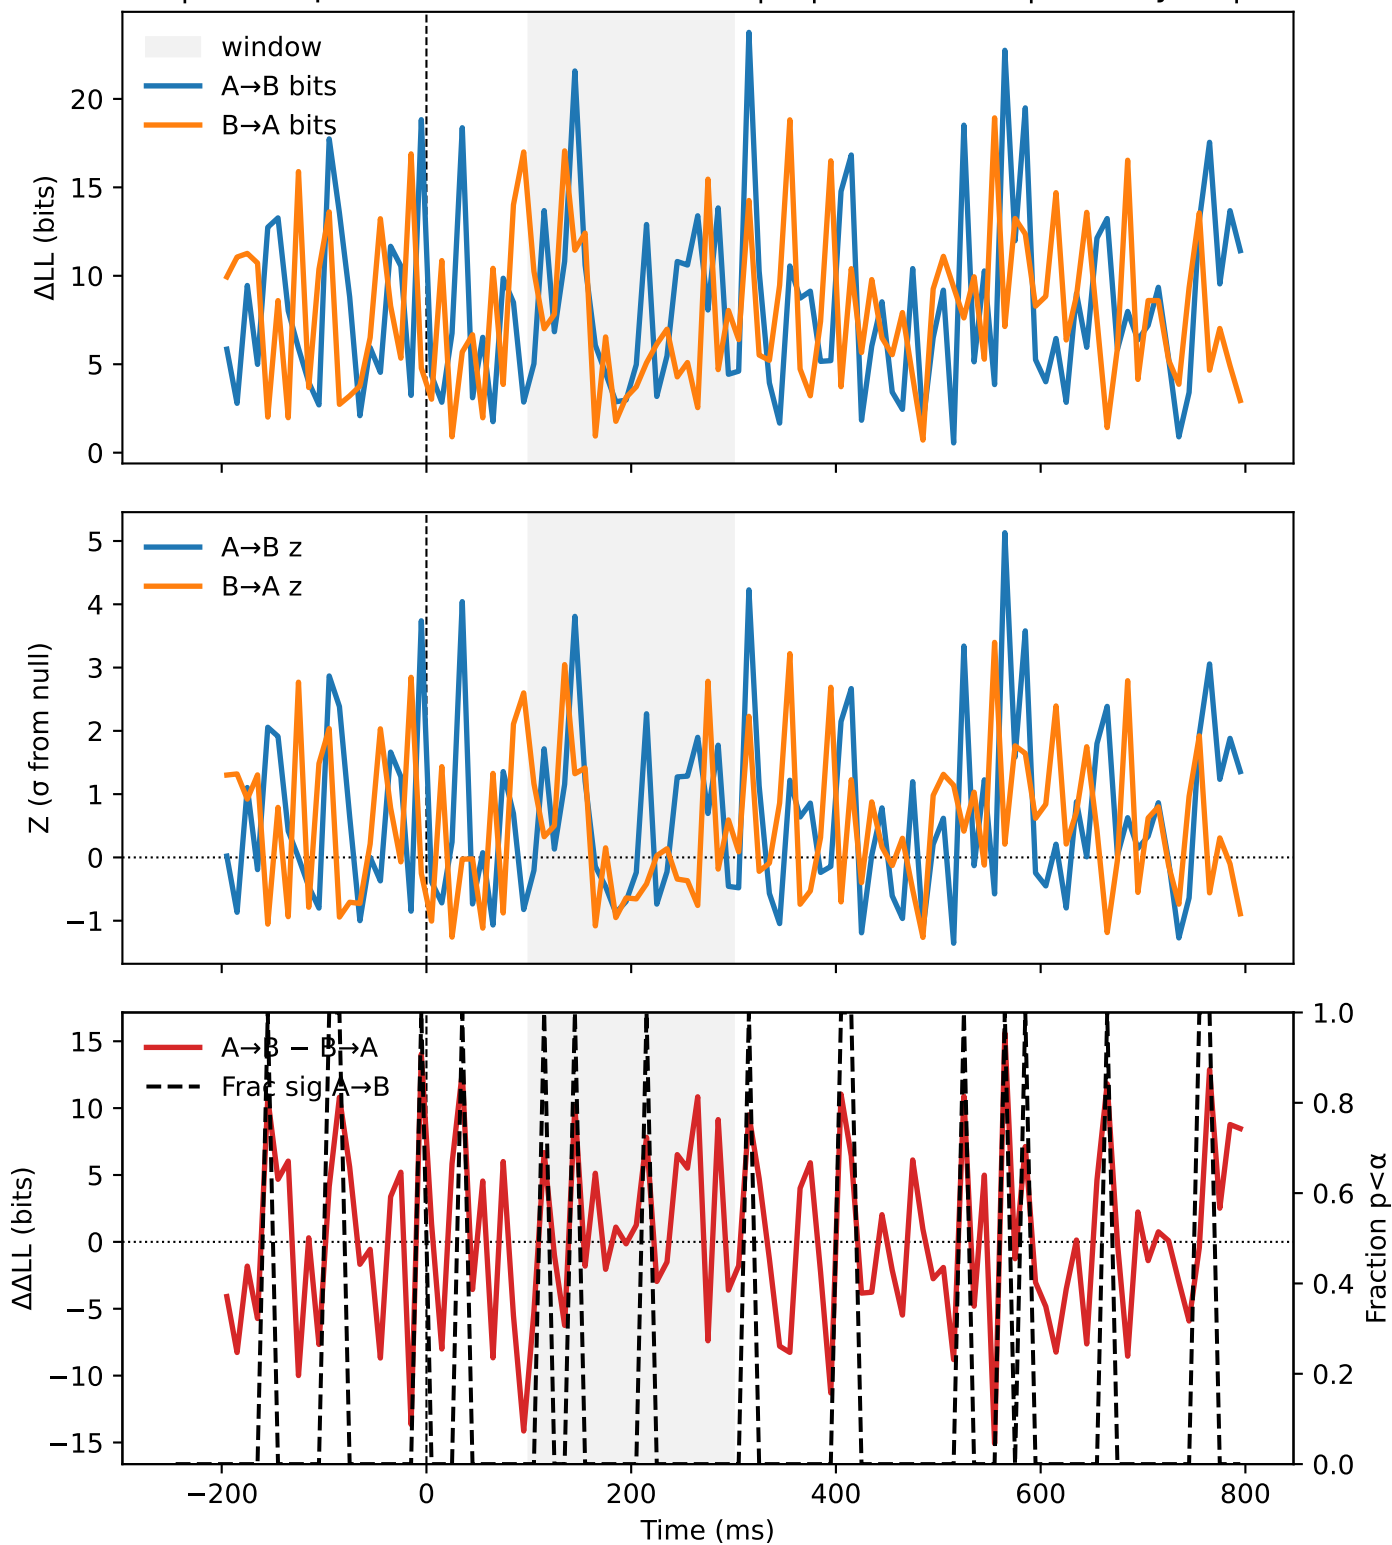 window
A→B bits
B→A bits
20
15
10
5
0
ΔLL (bits)
A→B z
B→A z
5
4
3
2
1
0
−1
Z (σ from null)
A→B − B→A
Frac sig A→B
15
10
5
0
−5
−10
−15
ΔΔLL (bits)
1.0
0.8
0.6
0.4
0.2
0.0
Fraction p<α
−200 0 200 400 600 800
Time (ms)